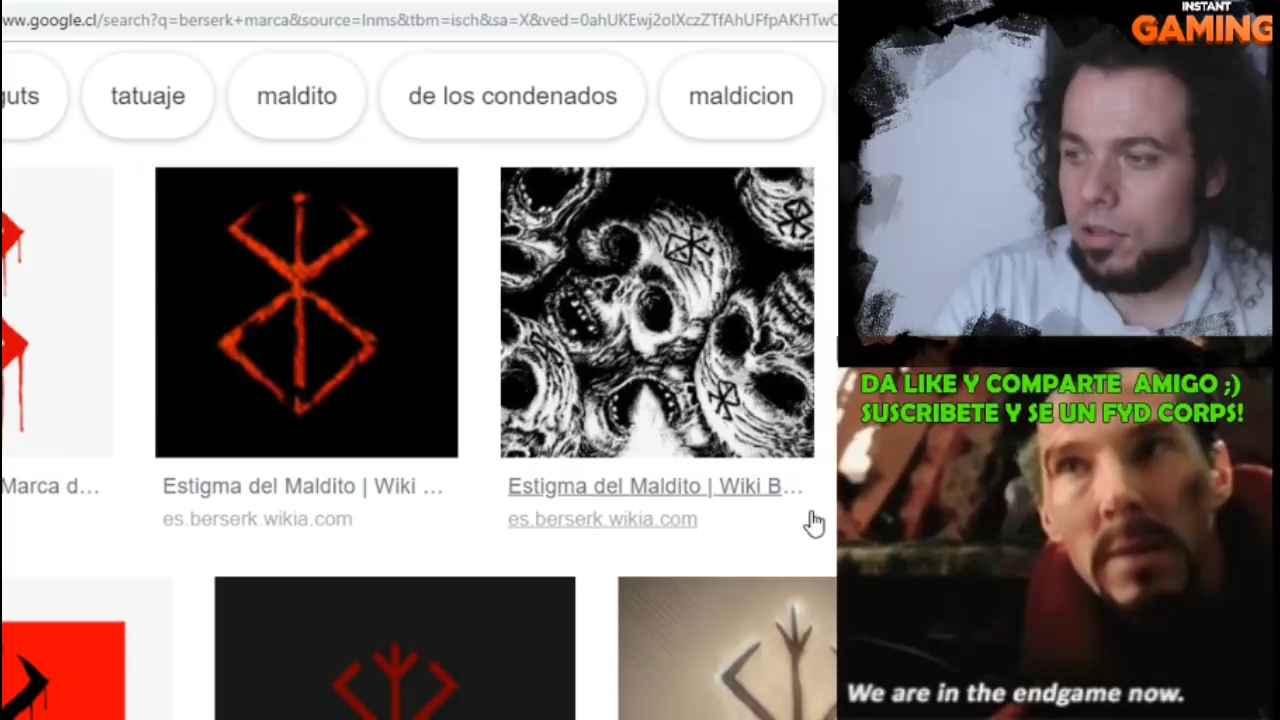 ww.google.cl/search?q=berserk+marca&source=lnms&tbm=isch&sa=X&ved=
guts
tatuaje
maldito
de los condenados
maldicion
INSTANT
GAMING
Marca d...
Estigma del Maldito | Wiki ...
es.berserk.wikia.com
Estigma del Maldito | Wiki B...
es.berserk.wikia.com
DA LIKE Y COMPARTE AMIGO ;)
SUSCRIBETE Y SE UN FYD CORPS!
We are in the endgame now.